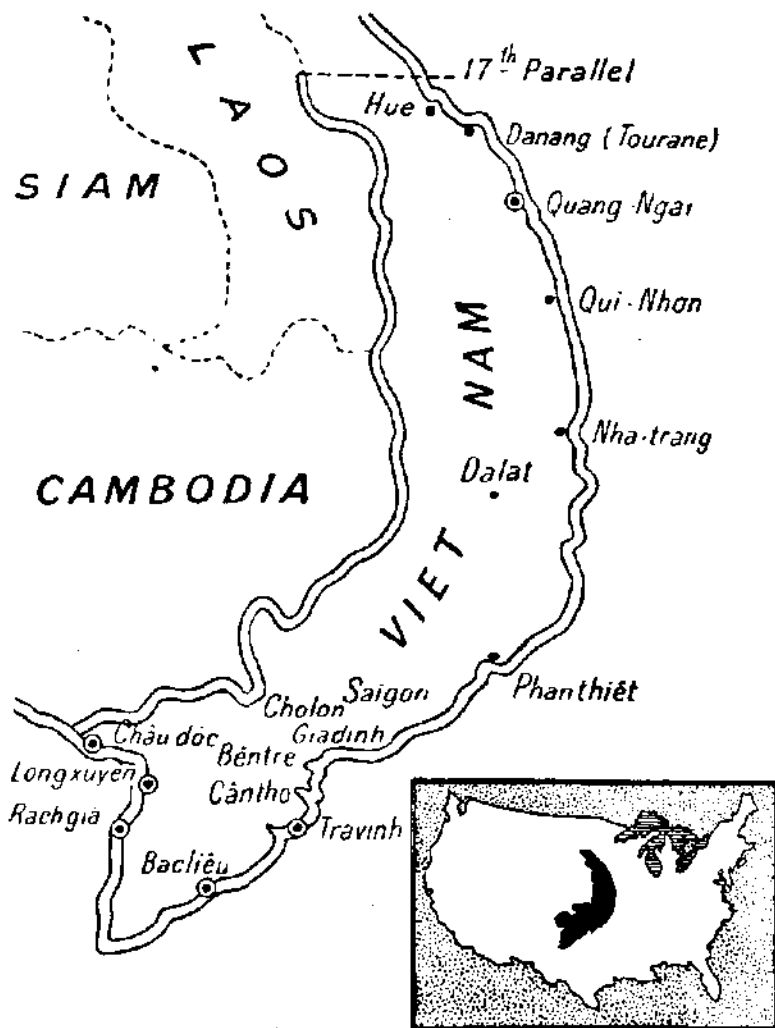 17th Parallel
LAOS
Hue
Danang (Tourane)
SIAM
Quang-Ngai
Qui-Nhon
VIET NAM
Nha-trang
Dalat
CAMBODIA
Saigon
Cholon
Phanthiêt
Giadinh
Châu dôc
Bêntre
Longxuyên
Cântho
Rachgia
Travinh
Bacliêu